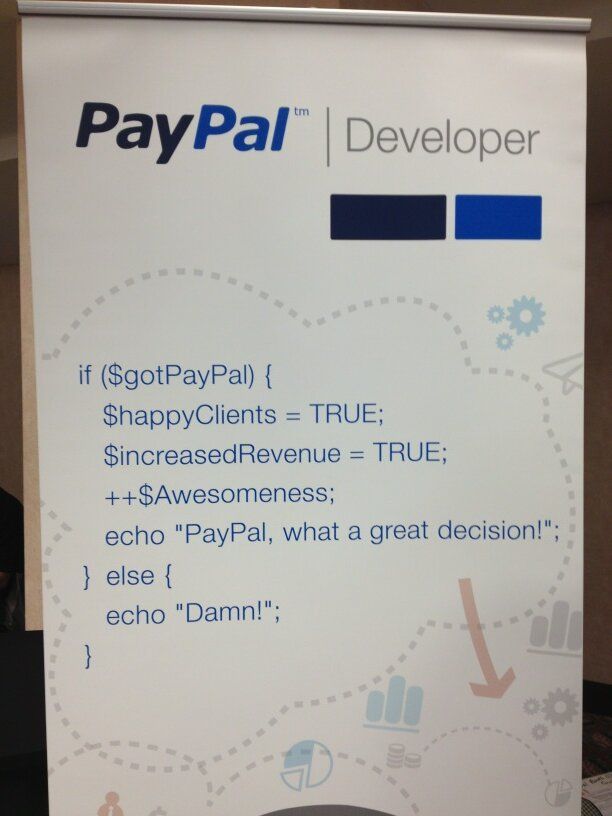 PayPal™ | Developer
if ($gotPayPal) {
$happyClients = TRUE;
$increasedRevenue = TRUE;
++$Awesomeness;
echo "PayPal, what a great decision!";
} else {
echo "Damn!";
}